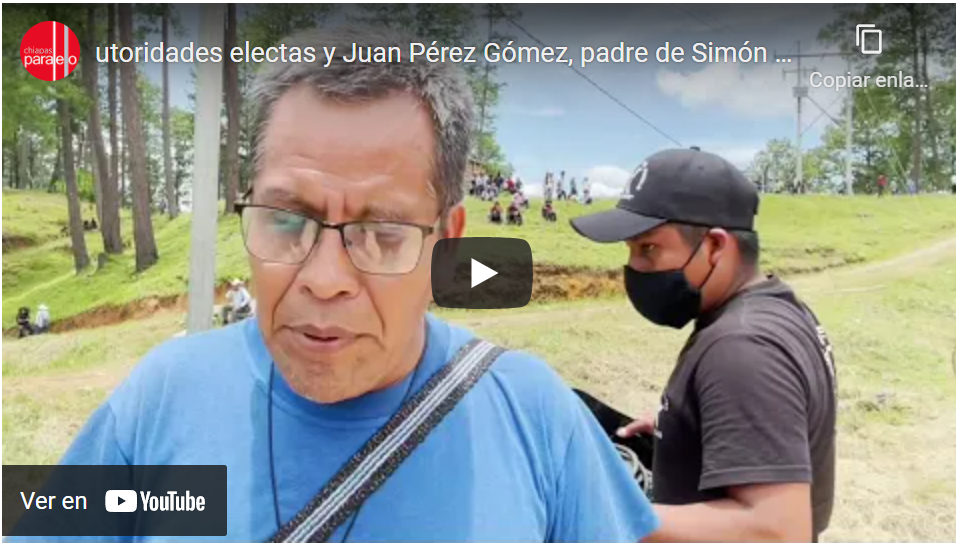 chiapas
paralelo
utoridades electas y Juan Pérez Gómez, padre de Simón ...
Copiar enla...
Ver en YouTube